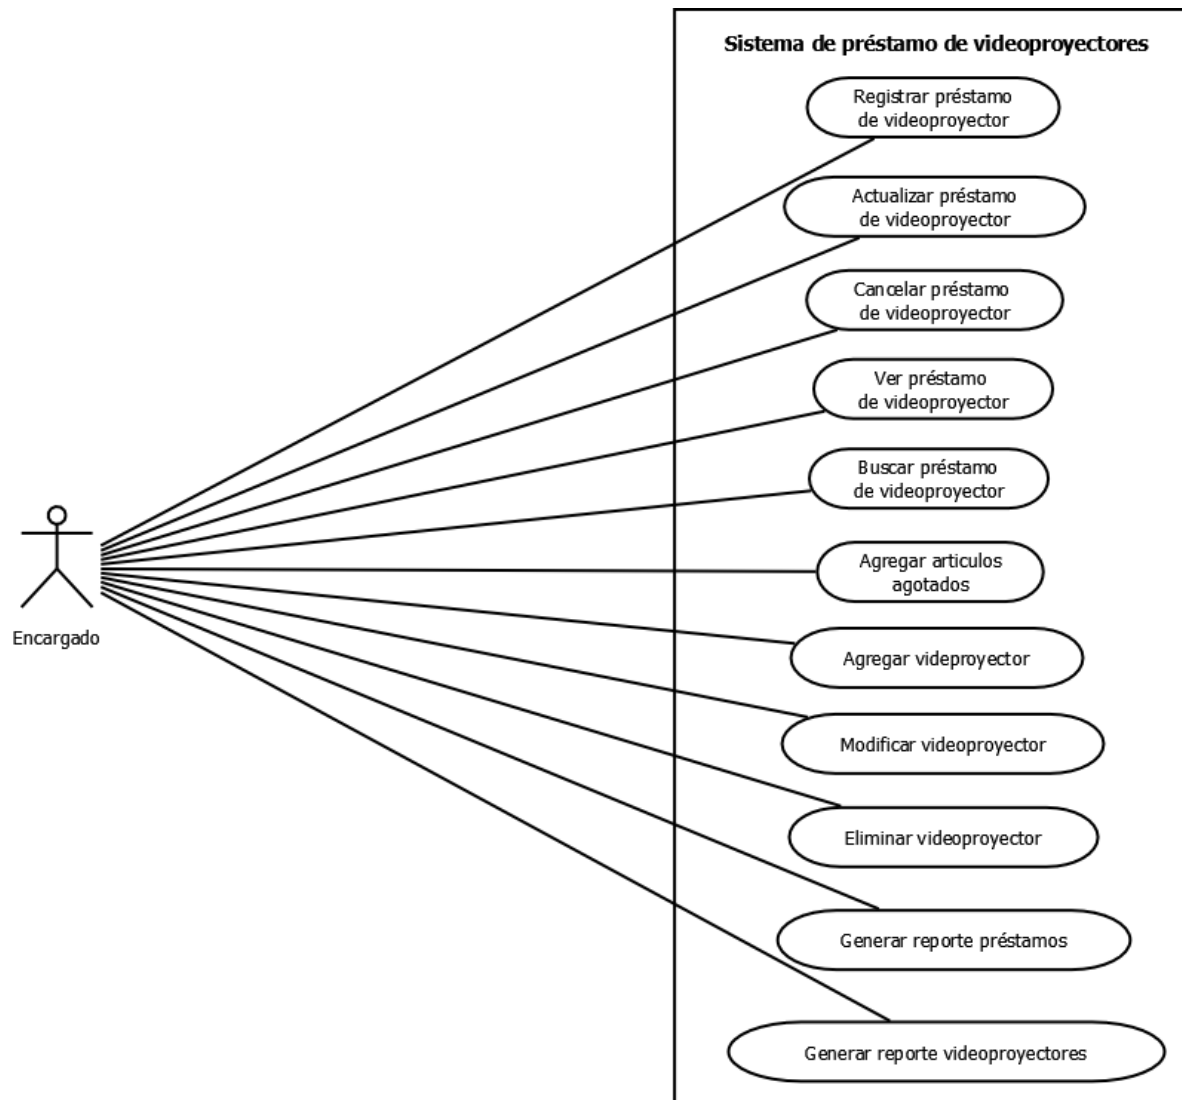 Sistema de préstamo de videoproyectores
Registrar préstamo
de videoproyector
Actualizar préstamo
de videoproyector
Cancelar préstamo
de videoproyector
Ver préstamo
de videoproyector
Buscar préstamo
de videoproyector
Agregar articulos
agotados
Encargado
Agregar videproyector
Modificar videoproyector
Eliminar videoproyector
Generar reporte préstamos
Generar reporte videoproyectores